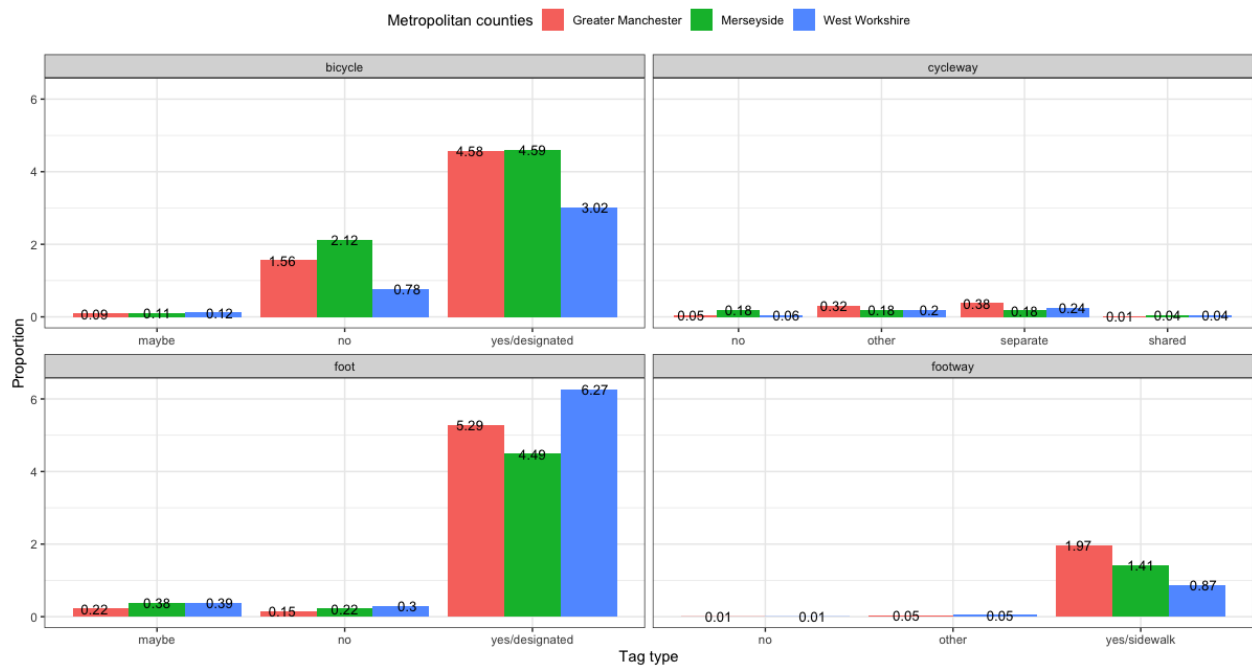 Metropolitan counties Greater Manchester Merseyside West Workshire
bicycle cycleway
6 6
4.58 4.59
4 4
3.02
2.12
2 2
1.56
0.78
0.09 0.11 0.12 0.05 0.18 0.06 0.32 0.18 0.2 0.38 0.18 0.24 0.01 0.04 0.04
0
maybe no yes/designated no other separate shared
Proportion
foot footway
6.27
6
5.29
4.49
4
2
1.97
1.41
0.87
0.22 0.38 0.39 0.15 0.22 0.3 0.01 0.01 0.05 0.05
0
maybe no yes/designated no other yes/sidewalk
Tag type